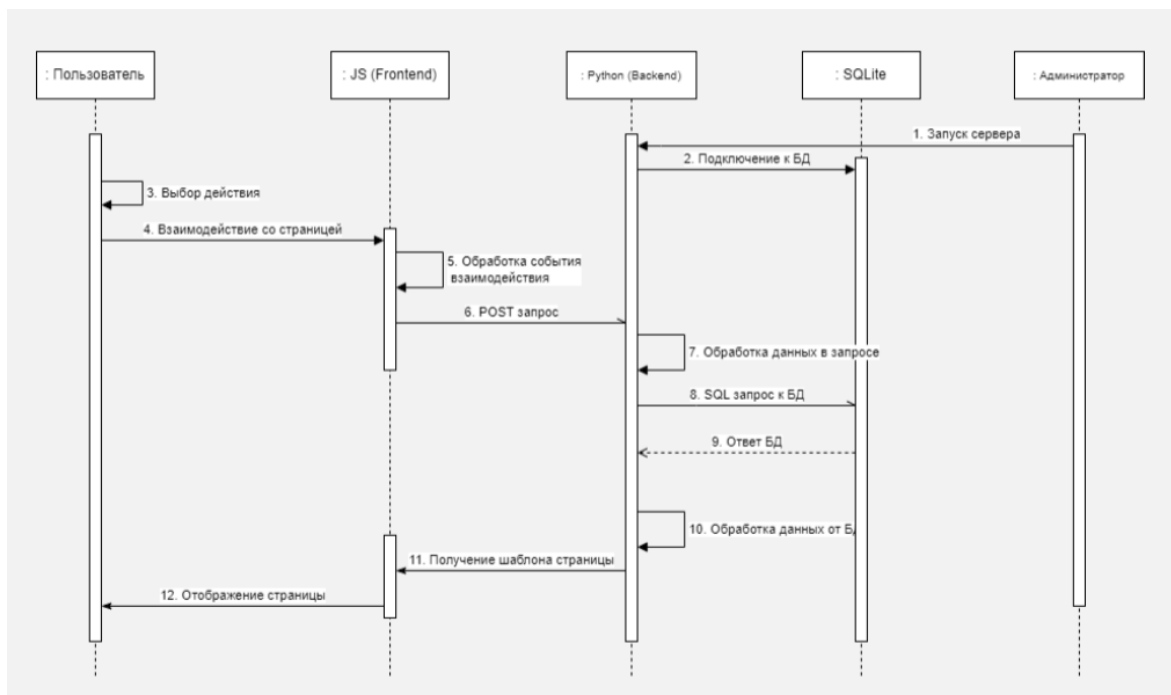 : Пользователь
: JS (Frontend)
: Python (Backend)
: SQLite
: Администратор
1. Запуск сервера
2. Подключение к БД
3. Выбор действия
4. Взаимодействие со страницей
5. Обработка события
взаимодействия
6. POST запрос
7. Обработка данных в запросе
8. SQL запрос к БД
9. Ответ БД
10. Обработка данных от БД
11. Получение шаблона страницы
12. Отображение страницы